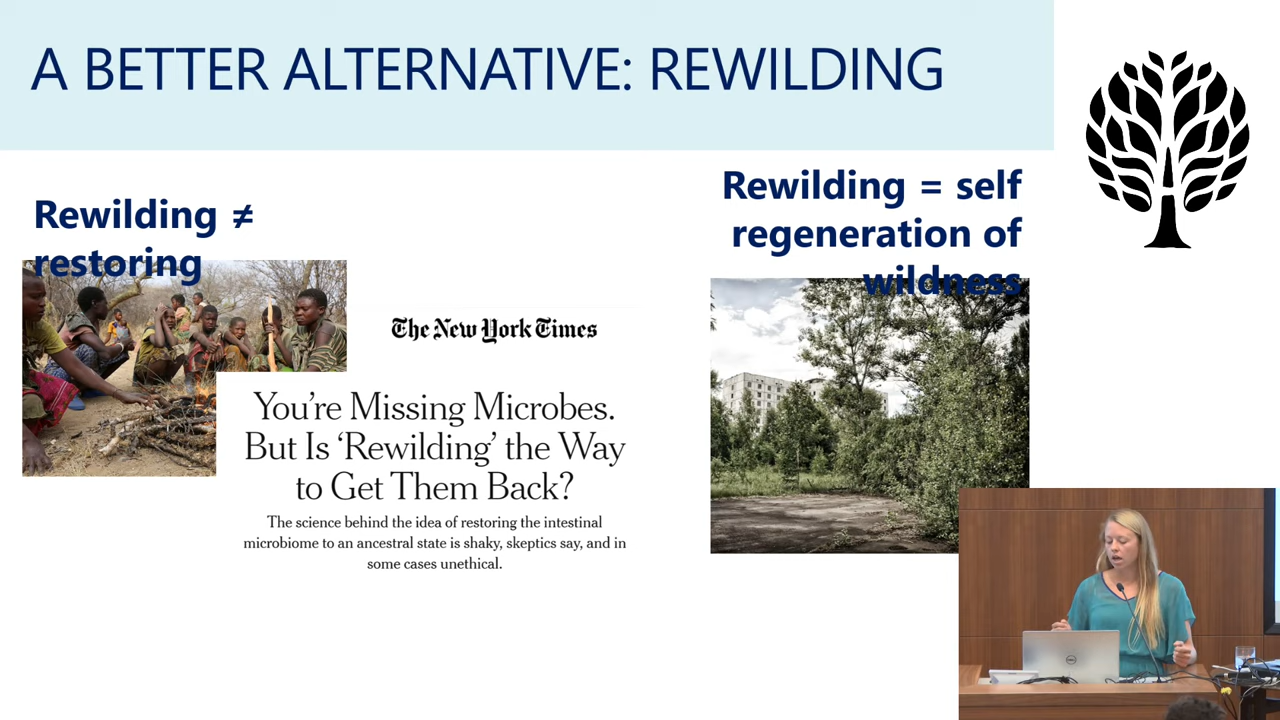 A BETTER ALTERNATIVE: REWILDING
Rewilding ≠
restoring
The New York Times
You're Missing Microbes.
But Is ‘Rewilding’ the Way
to Get Them Back?
The science behind the idea of restoring the intestinal
microbiome to an ancestral state is shaky, skeptics say, and in
some cases unethical.
Rewilding = self
regeneration of
wildness
DELL